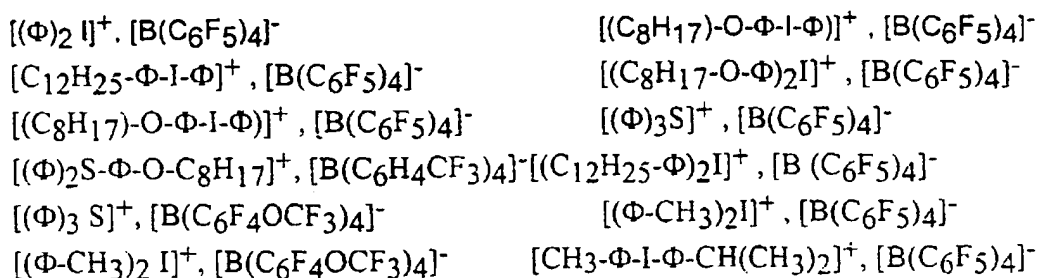 [(Φ)2 I]+, [B(C6F5)4]- [(C8H17)-O-Φ-I-Φ)]+ , [B(C6F5)4]-
[C12H25-Φ-I-Φ]+ , [B(C6F5)4]- [(C8H17-O-Φ)2I]+ , [B(C6F5)4]-
[(C8H17)-O-Φ-I-Φ)]+ , [B(C6F5)4]- [(Φ)3S]+ , [B(C6F5)4]-
[(Φ)2S-Φ-O-C8H17]+, [B(C6H4CF3)4]-[(C12H25-Φ)2I]+ , [B (C6F5)4]-
[(Φ)3 S]+, [B(C6F4OCF3)4]- [(Φ-CH3)2I]+ , [B(C6F5)4]-
[(Φ-CH3)2 I]+, [B(C6F4OCF3)4]- [CH3-Φ-I-Φ-CH(CH3)2]+, [B(C6F5)4]-